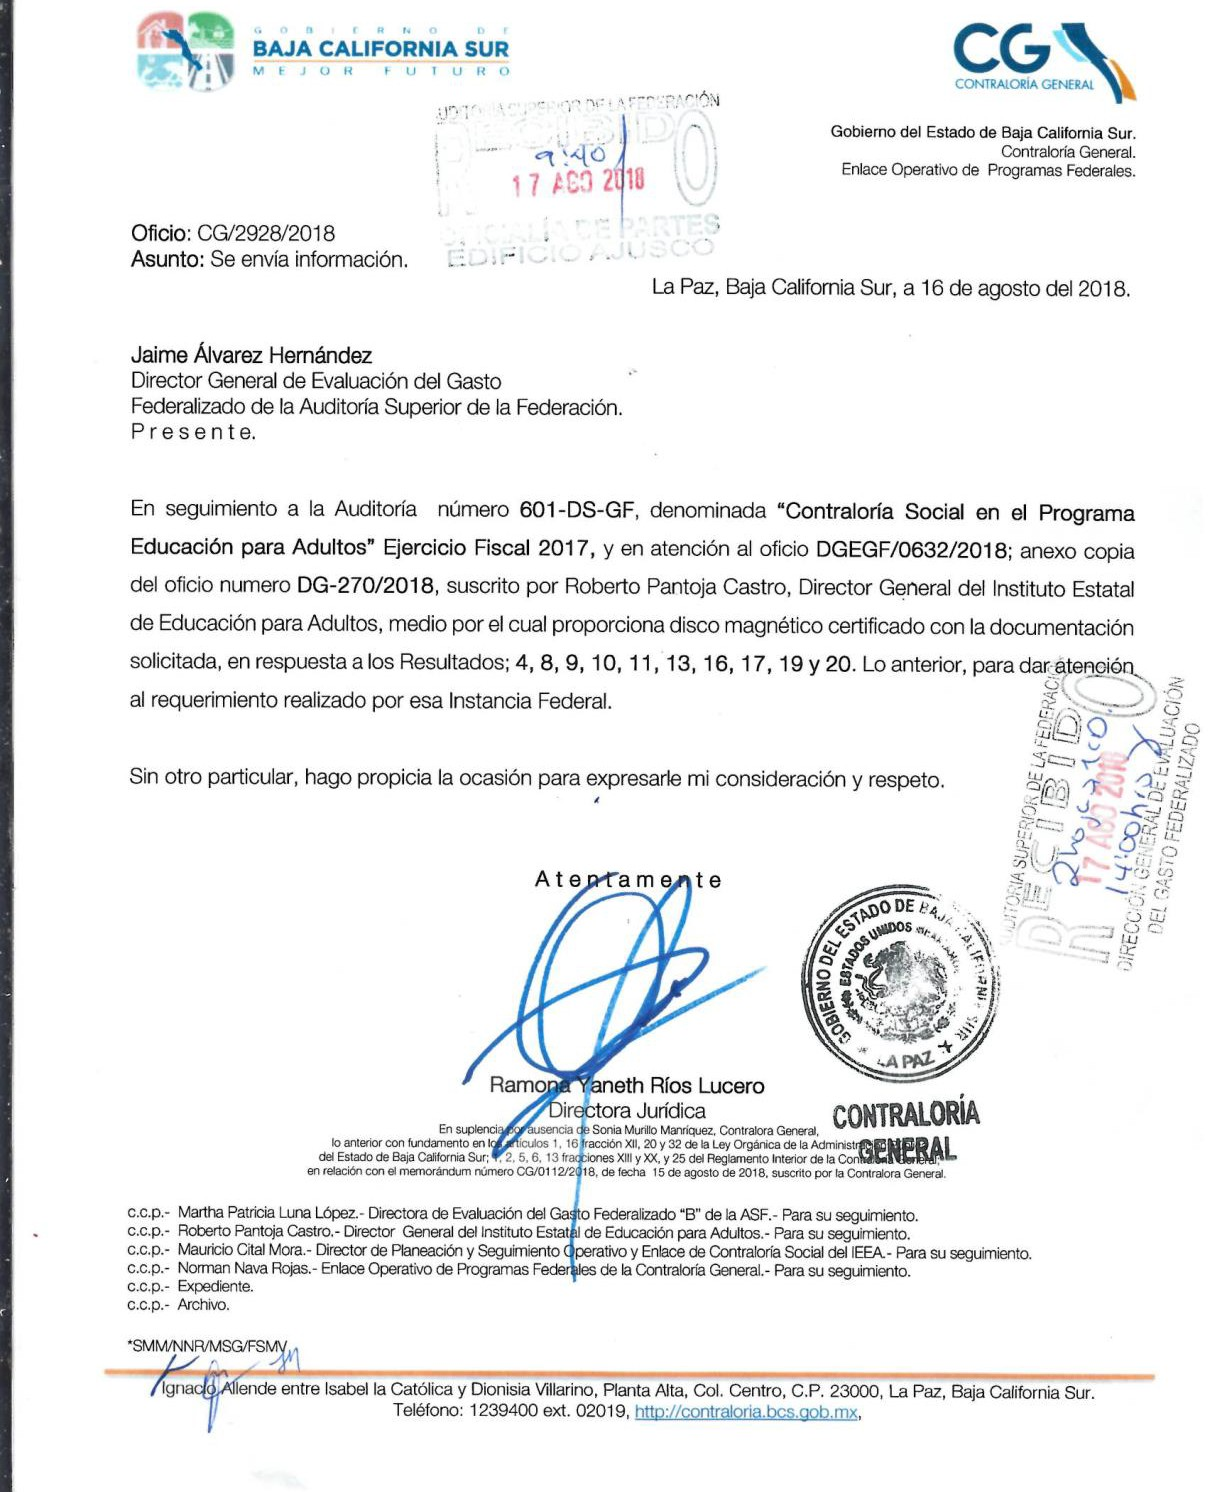 GOBIERNO DE
BAJA CALIFORNIA SUR
MEJOR FUTURO
CG
CONTRALORÍA GENERAL
Gobierno del Estado de Baja California Sur.
Contraloría General.
Enlace Operativo de Programas Federales.
AUDITORÍA SUPERIOR DE LA FEDERACIÓN
RECIBIDO
9:40
17 AGO 2018
OFICIALÍA DE PARTES
EDIFICIO AJUSCO
Oficio: CG/2928/2018
Asunto: Se envía información.
La Paz, Baja California Sur, a 16 de agosto del 2018.
Jaime Álvarez Hernández
Director General de Evaluación del Gasto
Federalizado de la Auditoría Superior de la Federación.
Presente.
En seguimiento a la Auditoría número 601-DS-GF, denominada “Contraloría Social en el Programa
Educación para Adultos” Ejercicio Fiscal 2017, y en atención al oficio DGEGF/0632/2018; anexo copia
del oficio numero DG-270/2018, suscrito por Roberto Pantoja Castro, Director General del Instituto Estatal
de Educación para Adultos, medio por el cual proporciona disco magnético certificado con la documentación
solicitada, en respuesta a los Resultados; 4, 8, 9, 10, 11, 13, 16, 17, 19 y 20. Lo anterior, para dar atención
al requerimiento realizado por esa Instancia Federal.
AUDITORIA SUPERIOR DE LA FEDERACIÓN
RECIBIDO
17 AGO 2018
14:00hrs
DIRECCIÓN GENERAL DE EVALUACIÓN
DEL GASTO FEDERALIZADO
Sin otro particular, hago propicia la ocasión para expresarle mi consideración y respeto.
Atentamente
GOBIERNO DEL ESTADO DE BAJA CALIFORNIA SUR
ESTADOS UNIDOS MEXICANOS
LA PAZ
Ramona Yaneth Ríos Lucero
Directora Jurídica
CONTRALORÍA
GENERAL
En suplencia por ausencia de Sonia Murillo Manríquez, Contralora General,
lo anterior con fundamento en los artículos 1, 16 fracción XII, 20 y 32 de la Ley Orgánica de la
del Estado de Baja California Sur; 1, 2, 5, 6, 13 fracciones XIII y XX, y 25 del Reglamento Interior de la Contraloría General,
en relación con el memorándum número CG/0112/2018, de fecha 15 de agosto de 2018, suscrito por la Contralora General.
c.c.p.- Martha Patricia Luna López.- Directora de Evaluación del Gasto Federalizado “B” de la ASF.- Para su seguimiento.
c.c.p.- Roberto Pantoja Castro.- Director General del Instituto Estatal de Educación para Adultos.- Para su seguimiento.
c.c.p.- Mauricio Cital Mora.- Director de Planeación y Seguimiento Operativo y Enlace de Contraloría Social del IEEA.- Para su seguimiento.
c.c.p.- Norman Nava Rojas.- Enlace Operativo de Programas Federales de la Contraloría General.- Para su seguimiento.
c.c.p.- Expediente.
c.c.p.- Archivo.
*SMM/NNR/MSG/FSMV
Ignacio Allende entre Isabel la Católica y Dionisia Villarino, Planta Alta, Col. Centro, C.P. 23000, La Paz, Baja California Sur.
Teléfono: 1239400 ext. 02019, http://contraloria.bcs.gob.mx,